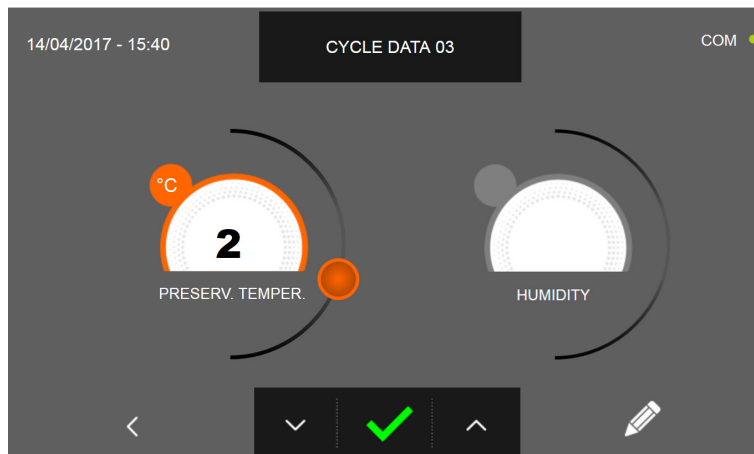 14/04/2017 - 15:40
CYCLE DATA 03
COM
°C
2
PRESERV. TEMPER.
HUMIDITY